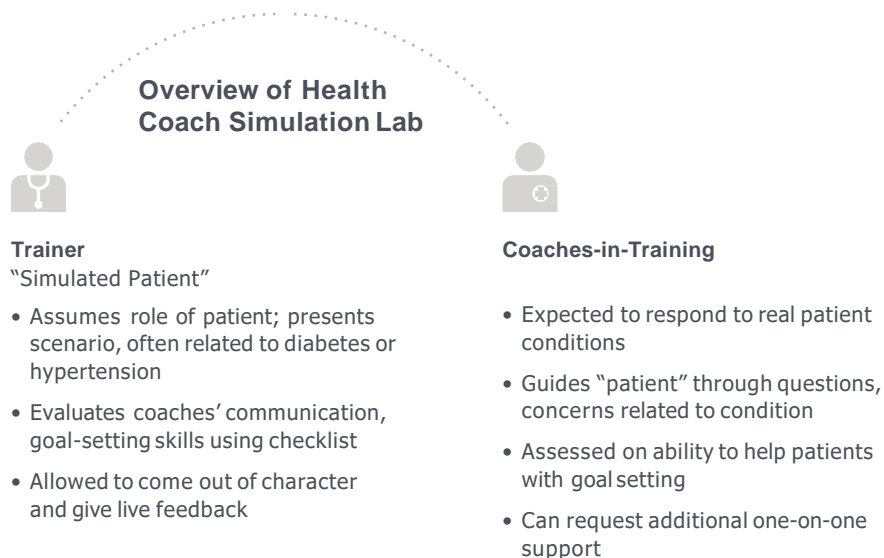 Overview of Health
Coach Simulation Lab
Trainer
“Simulated Patient”
• Assumes role of patient; presents
scenario, often related to diabetes or
hypertension
• Evaluates coaches’ communication,
goal-setting skills using checklist
• Allowed to come out of character
and give live feedback
Coaches-in-Training
• Expected to respond to real patient
conditions
• Guides “patient” through questions,
concerns related to condition
• Assessed on ability to help patients
with goal setting
• Can request additional one-on-one
support